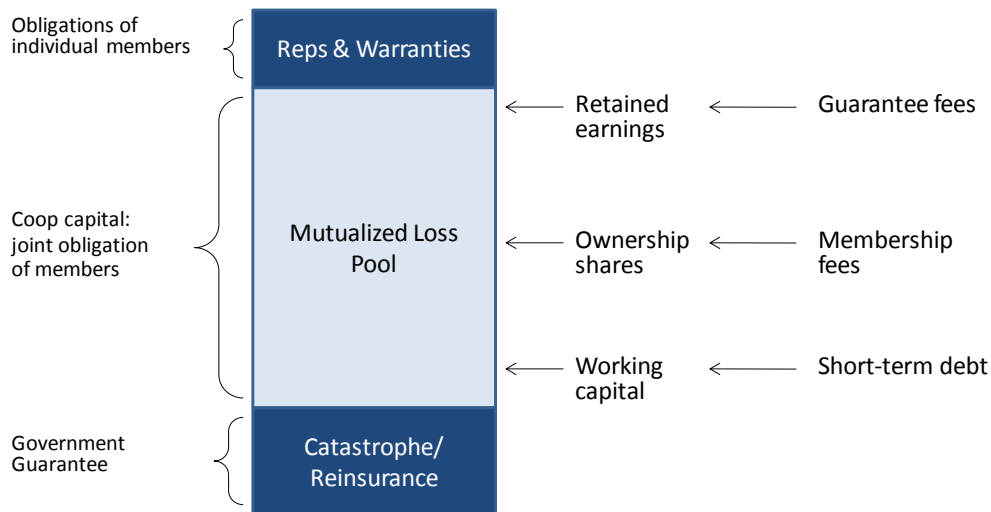 Obligations of
individual members
Reps & Warranties
Retained
earnings
Guarantee fees
Coop capital:
joint obligation
of members
Mutualized Loss
Pool
Ownership
shares
Membership
fees
Working
capital
Short-term debt
Government
Guarantee
Catastrophe/
Reinsurance